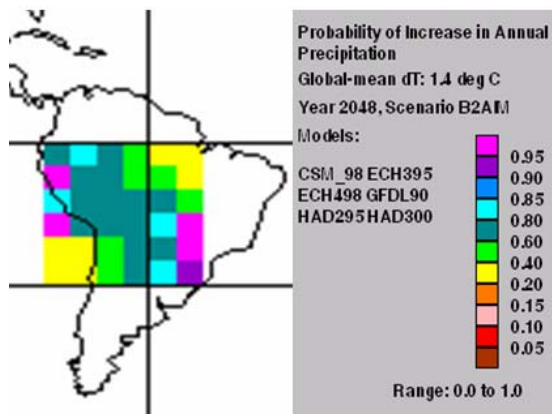 Probability of Increase in Annual
Precipitation
Global-mean dT: 1.4 deg C
Year 2048, Scenario B2AIM
Models:
CSM_98 ECH395
ECH498 GFDL90
HAD295 HAD300
0.95
0.90
0.85
0.80
0.60
0.40
0.20
0.15
0.10
0.05
Range: 0.0 to 1.0